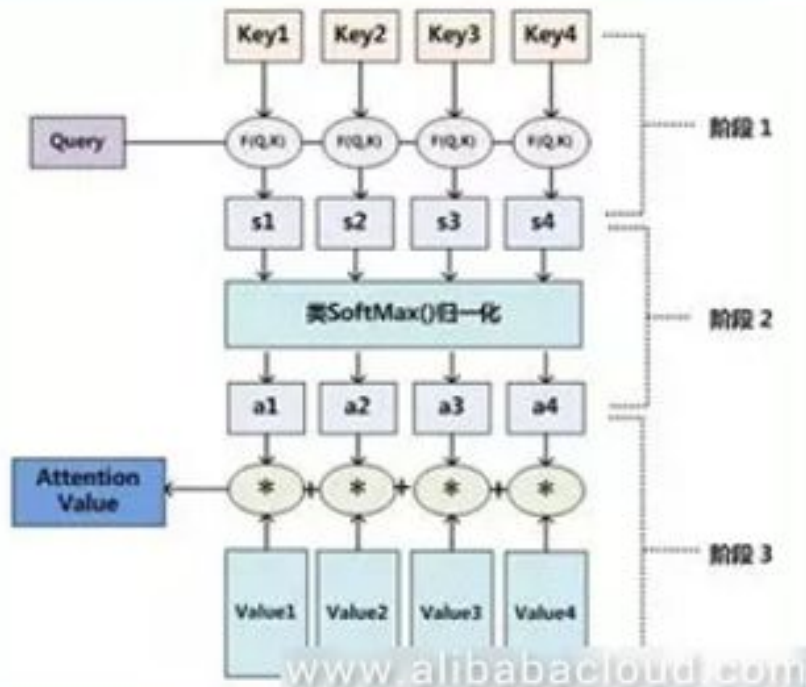 Key1 Key2 Key3 Key4
Query F(Q,K) F(Q,K) F(Q,K) F(Q,K) 阶段 1
s1 s2 s3 s4
类SoftMax()归一化 阶段 2
a1 a2 a3 a4
Attention
Value
* + * + * + *
阶段 3
Value1 Value2 Value3 Value4
www.alibabacloud.com